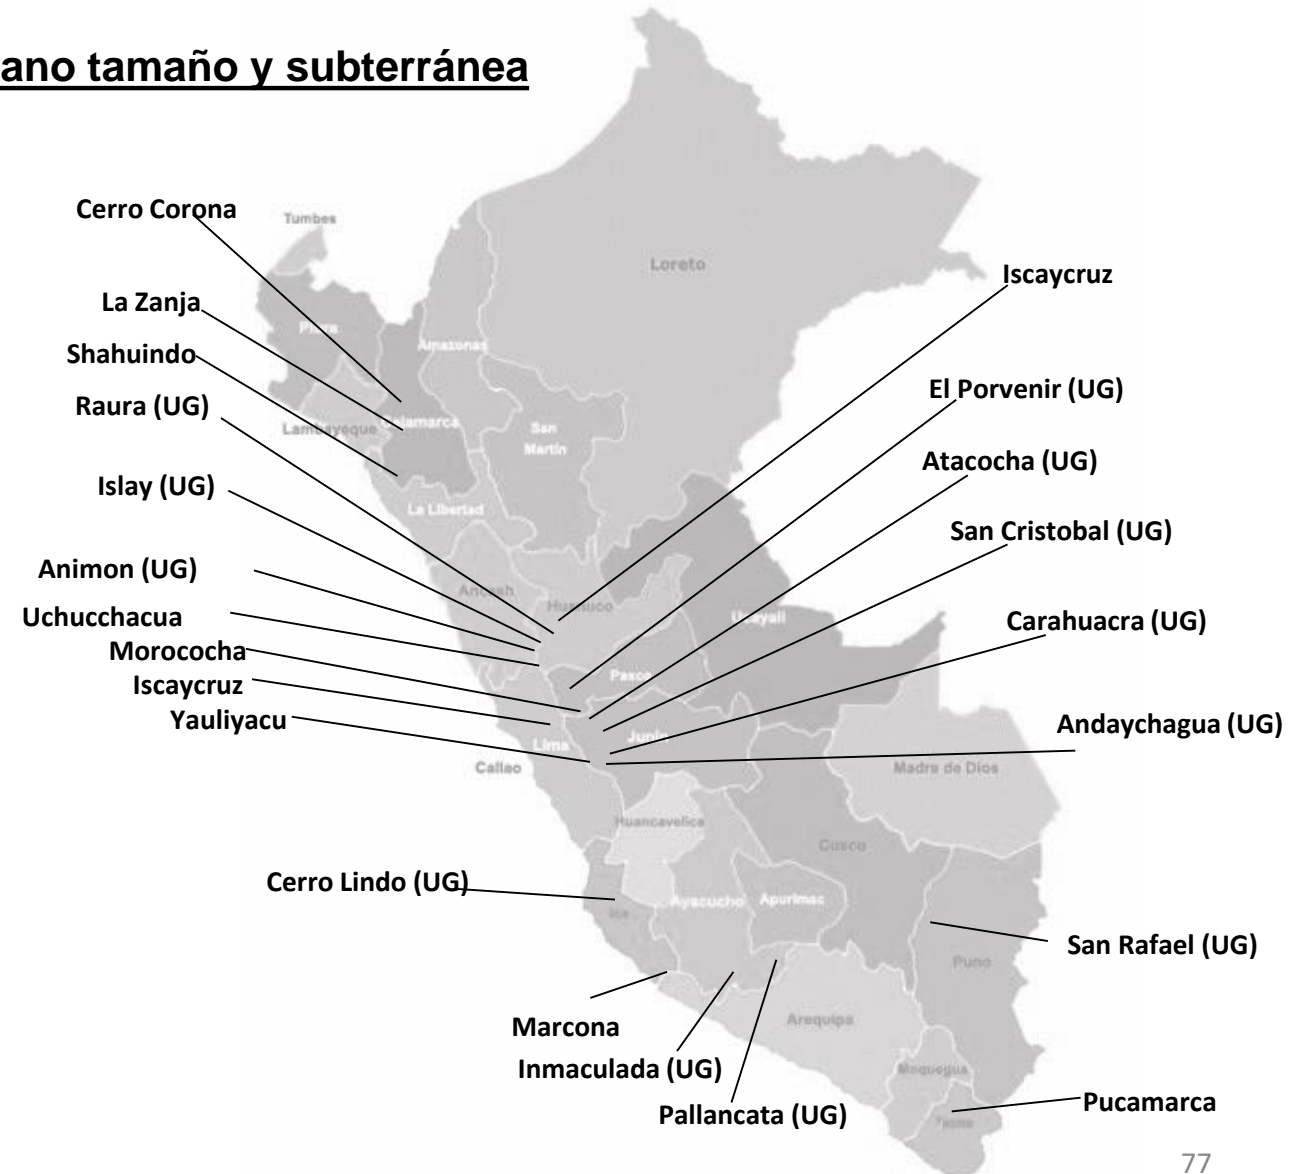 ano tamaño y subterránea
Cerro Corona
Tumbes
Loreto
Iscaycruz
La Zanja
Piura
Shahuindo
Amazonas
El Porvenir (UG)
Raura (UG)
Cajamarca
Lambayeque
San
Martín
Atacocha (UG)
Islay (UG)
La Libertad
San Cristobal (UG)
Animon (UG)
Ancash
Huanuco
Uchucchacua
Ucayali
Carahuacra (UG)
Morococha
Pasco
Iscaycruz
Yauliyacu
Lima
Junín
Andaychagua (UG)
Callao
Madre de Dios
Huancavelica
Cusco
Cerro Lindo (UG)
Ica
Ayacucho
Apurimac
San Rafael (UG)
Puno
Marcona
Arequipa
Inmaculada (UG)
Moquegua
Pallancata (UG)
Pucamarca
Tacna
77